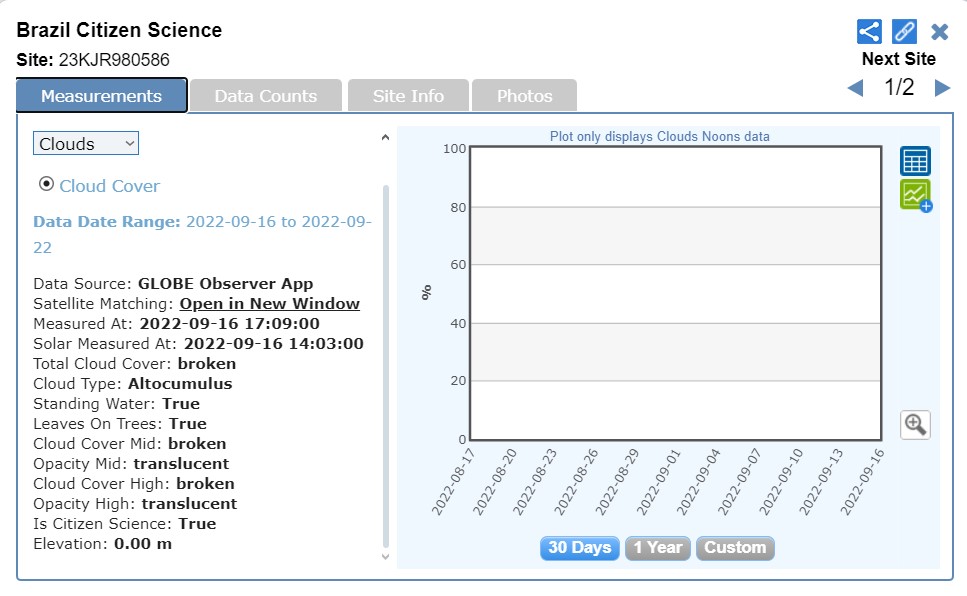 Brazil Citizen Science
Site: 23KJR980586
Next Site
1/2
Measurements
Data Counts
Site Info
Photos
Clouds
Cloud Cover
Data Date Range: 2022-09-16 to 2022-09-
22
Data Source: GLOBE Observer App
Satellite Matching: Open in New Window
Measured At: 2022-09-16 17:09:00
Solar Measured At: 2022-09-16 14:03:00
Total Cloud Cover: broken
Cloud Type: Altocumulus
Standing Water: True
Leaves On Trees: True
Cloud Cover Mid: broken
Opacity Mid: translucent
Cloud Cover High: broken
Opacity High: translucent
Is Citizen Science: True
Elevation: 0.00 m
Plot only displays Clouds Noons data
100
80
60
40
20
0
%
2022-08-17
2022-08-20
2022-08-23
2022-08-26
2022-08-29
2022-09-01
2022-09-04
2022-09-07
2022-09-10
2022-09-13
2022-09-16
30 Days
1 Year
Custom